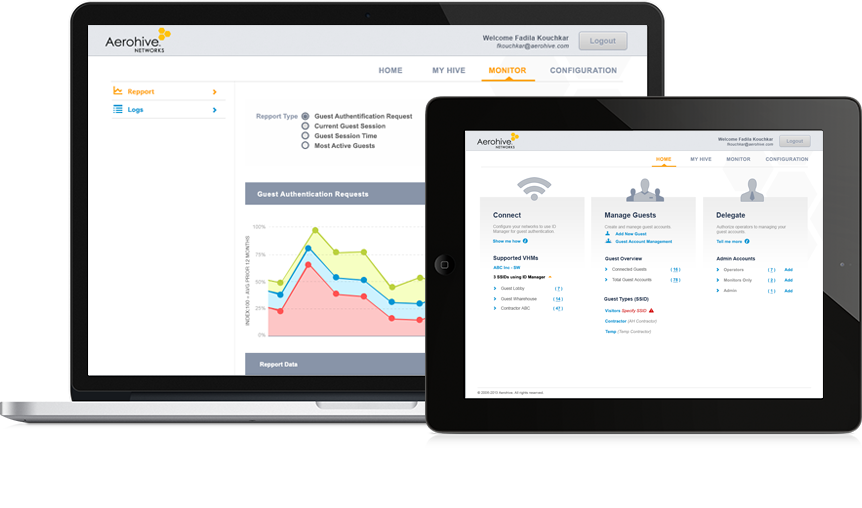 Aerohive
NETWORKS
Welcome Fadila Kouchkar
fkouchkar@aerohive.com
Logout
HOME
MY HIVE
MONITOR
CONFIGURATION
Repport
Logs
Repport Type
Guest Authentification Request
Current Guest Session
Guest Session Time
Most Active Guests
Guest Authentication Requests
INDEX:100 = AVG PRIOR 12 MONTHS
100%
75%
50%
25%
0%
Repport Data
Aerohive
NETWORKS
Welcome Fadila Kouchkar
fkouchkar@aerohive.com
Logout
HOME
MY HIVE
MONITOR
CONFIGURATION
Connect
Configure your networks to use ID
Manager for guest authentication.
Show me how
Supported VHMs
ABC Inc - SW
3 SSIDs using ID Manager
Guest Lobby ( 7 )
Guest Wharehouse ( 14 )
Contractor ABC ( 47 )
Manage Guests
Create and manage guest accounts.
Add New Guest
Guest Account Management
Guest Overview
Connected Guests ( 18 )
Total Guest Accounts ( 78 )
Guest Types (SSID)
Visitors Specify SSID
Contractor (AH Contractor)
Temp (Temp Contractor)
Delegate
Authorize operators to managing your
guest accounts.
Tell me more
Admin Accounts
Operators ( 7 ) Add
Monitors Only ( 2 ) Add
Admin ( 1 ) Add
Aerohive. All rights reserved.